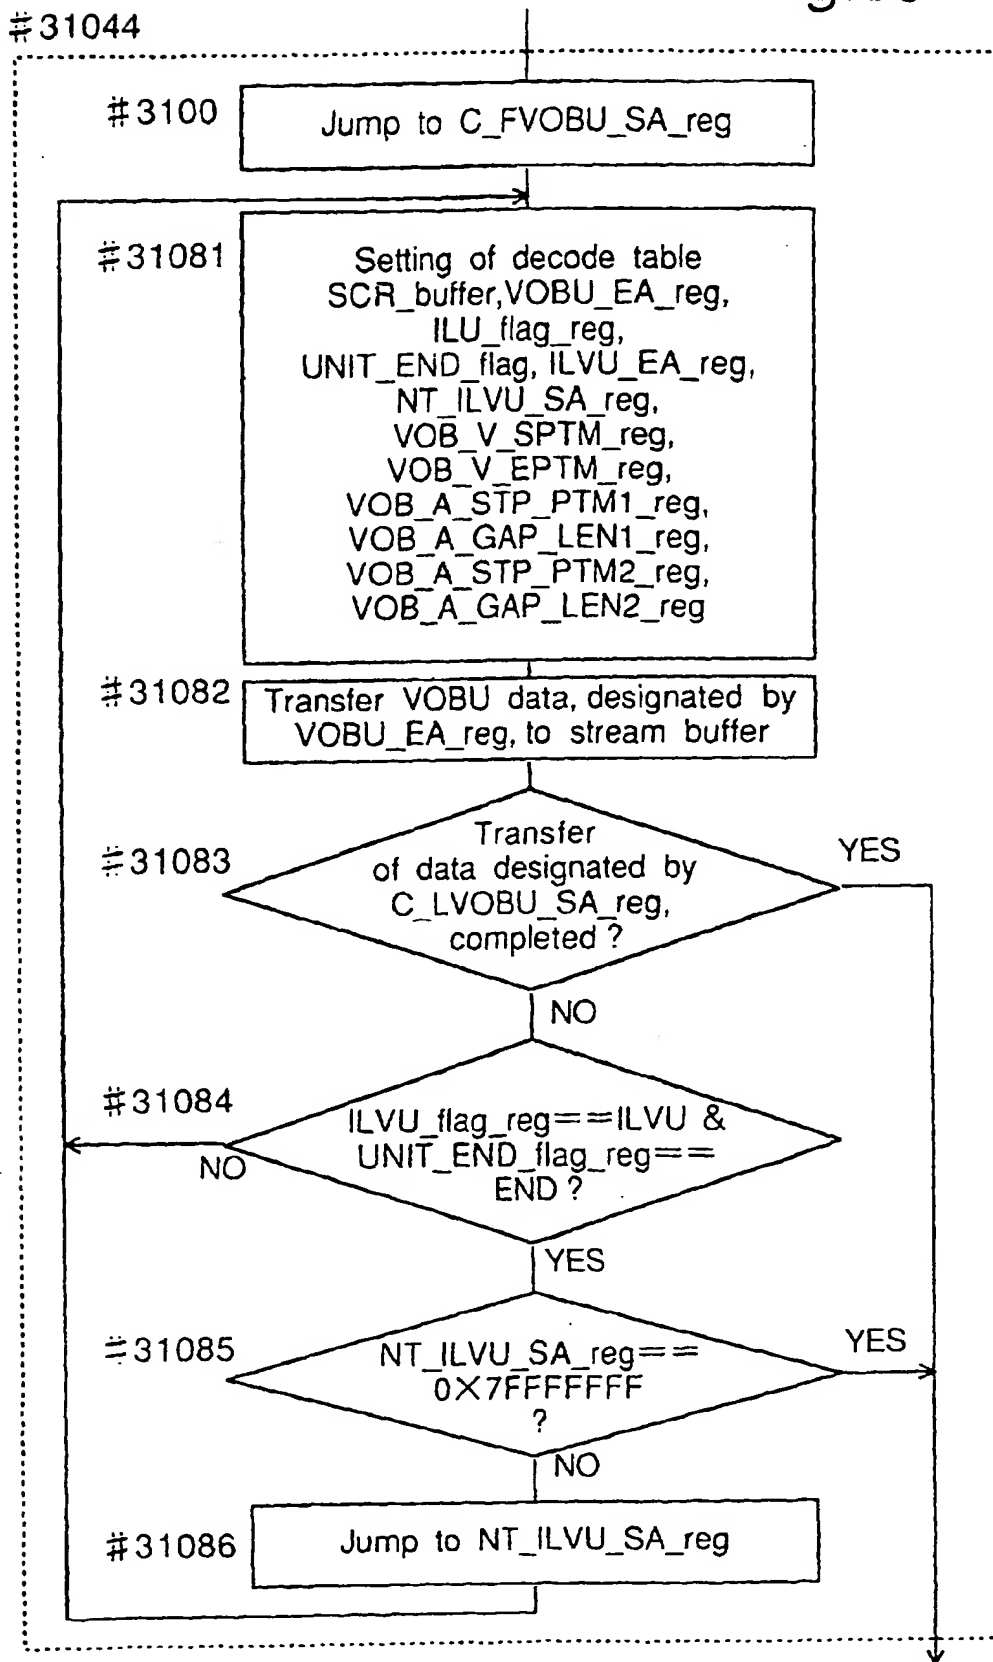 #31044
#3100
Jump to C_FVOBU_SA_reg
#31081
Setting of decode table
SCR_buffer,VOBU_EA_reg,
ILU_flag_reg,
UNIT_END_flag, ILVU_EA_reg,
NT_ILVU_SA_reg,
VOB_V_SPTM_reg,
VOB_V_EPTM_reg,
VOB_A_STP_PTM1_reg,
VOB_A_GAP_LEN1_reg,
VOB_A_STP_PTM2_reg,
VOB_A_GAP_LEN2_reg
#31082
Transfer VOBU data, designated by
VOBU_EA_reg, to stream buffer
#31083
Transfer
of data designated by
C_LVOBU_SA_reg,
completed ?
YES
NO
#31084
ILVU_flag_reg==ILVU &
UNIT_END_flag_reg==
END ?
NO
YES
#31085
NT_ILVU_SA_reg==
0X7FFFFFFF
?
YES
NO
#31086
Jump to NT_ILVU_SA_reg